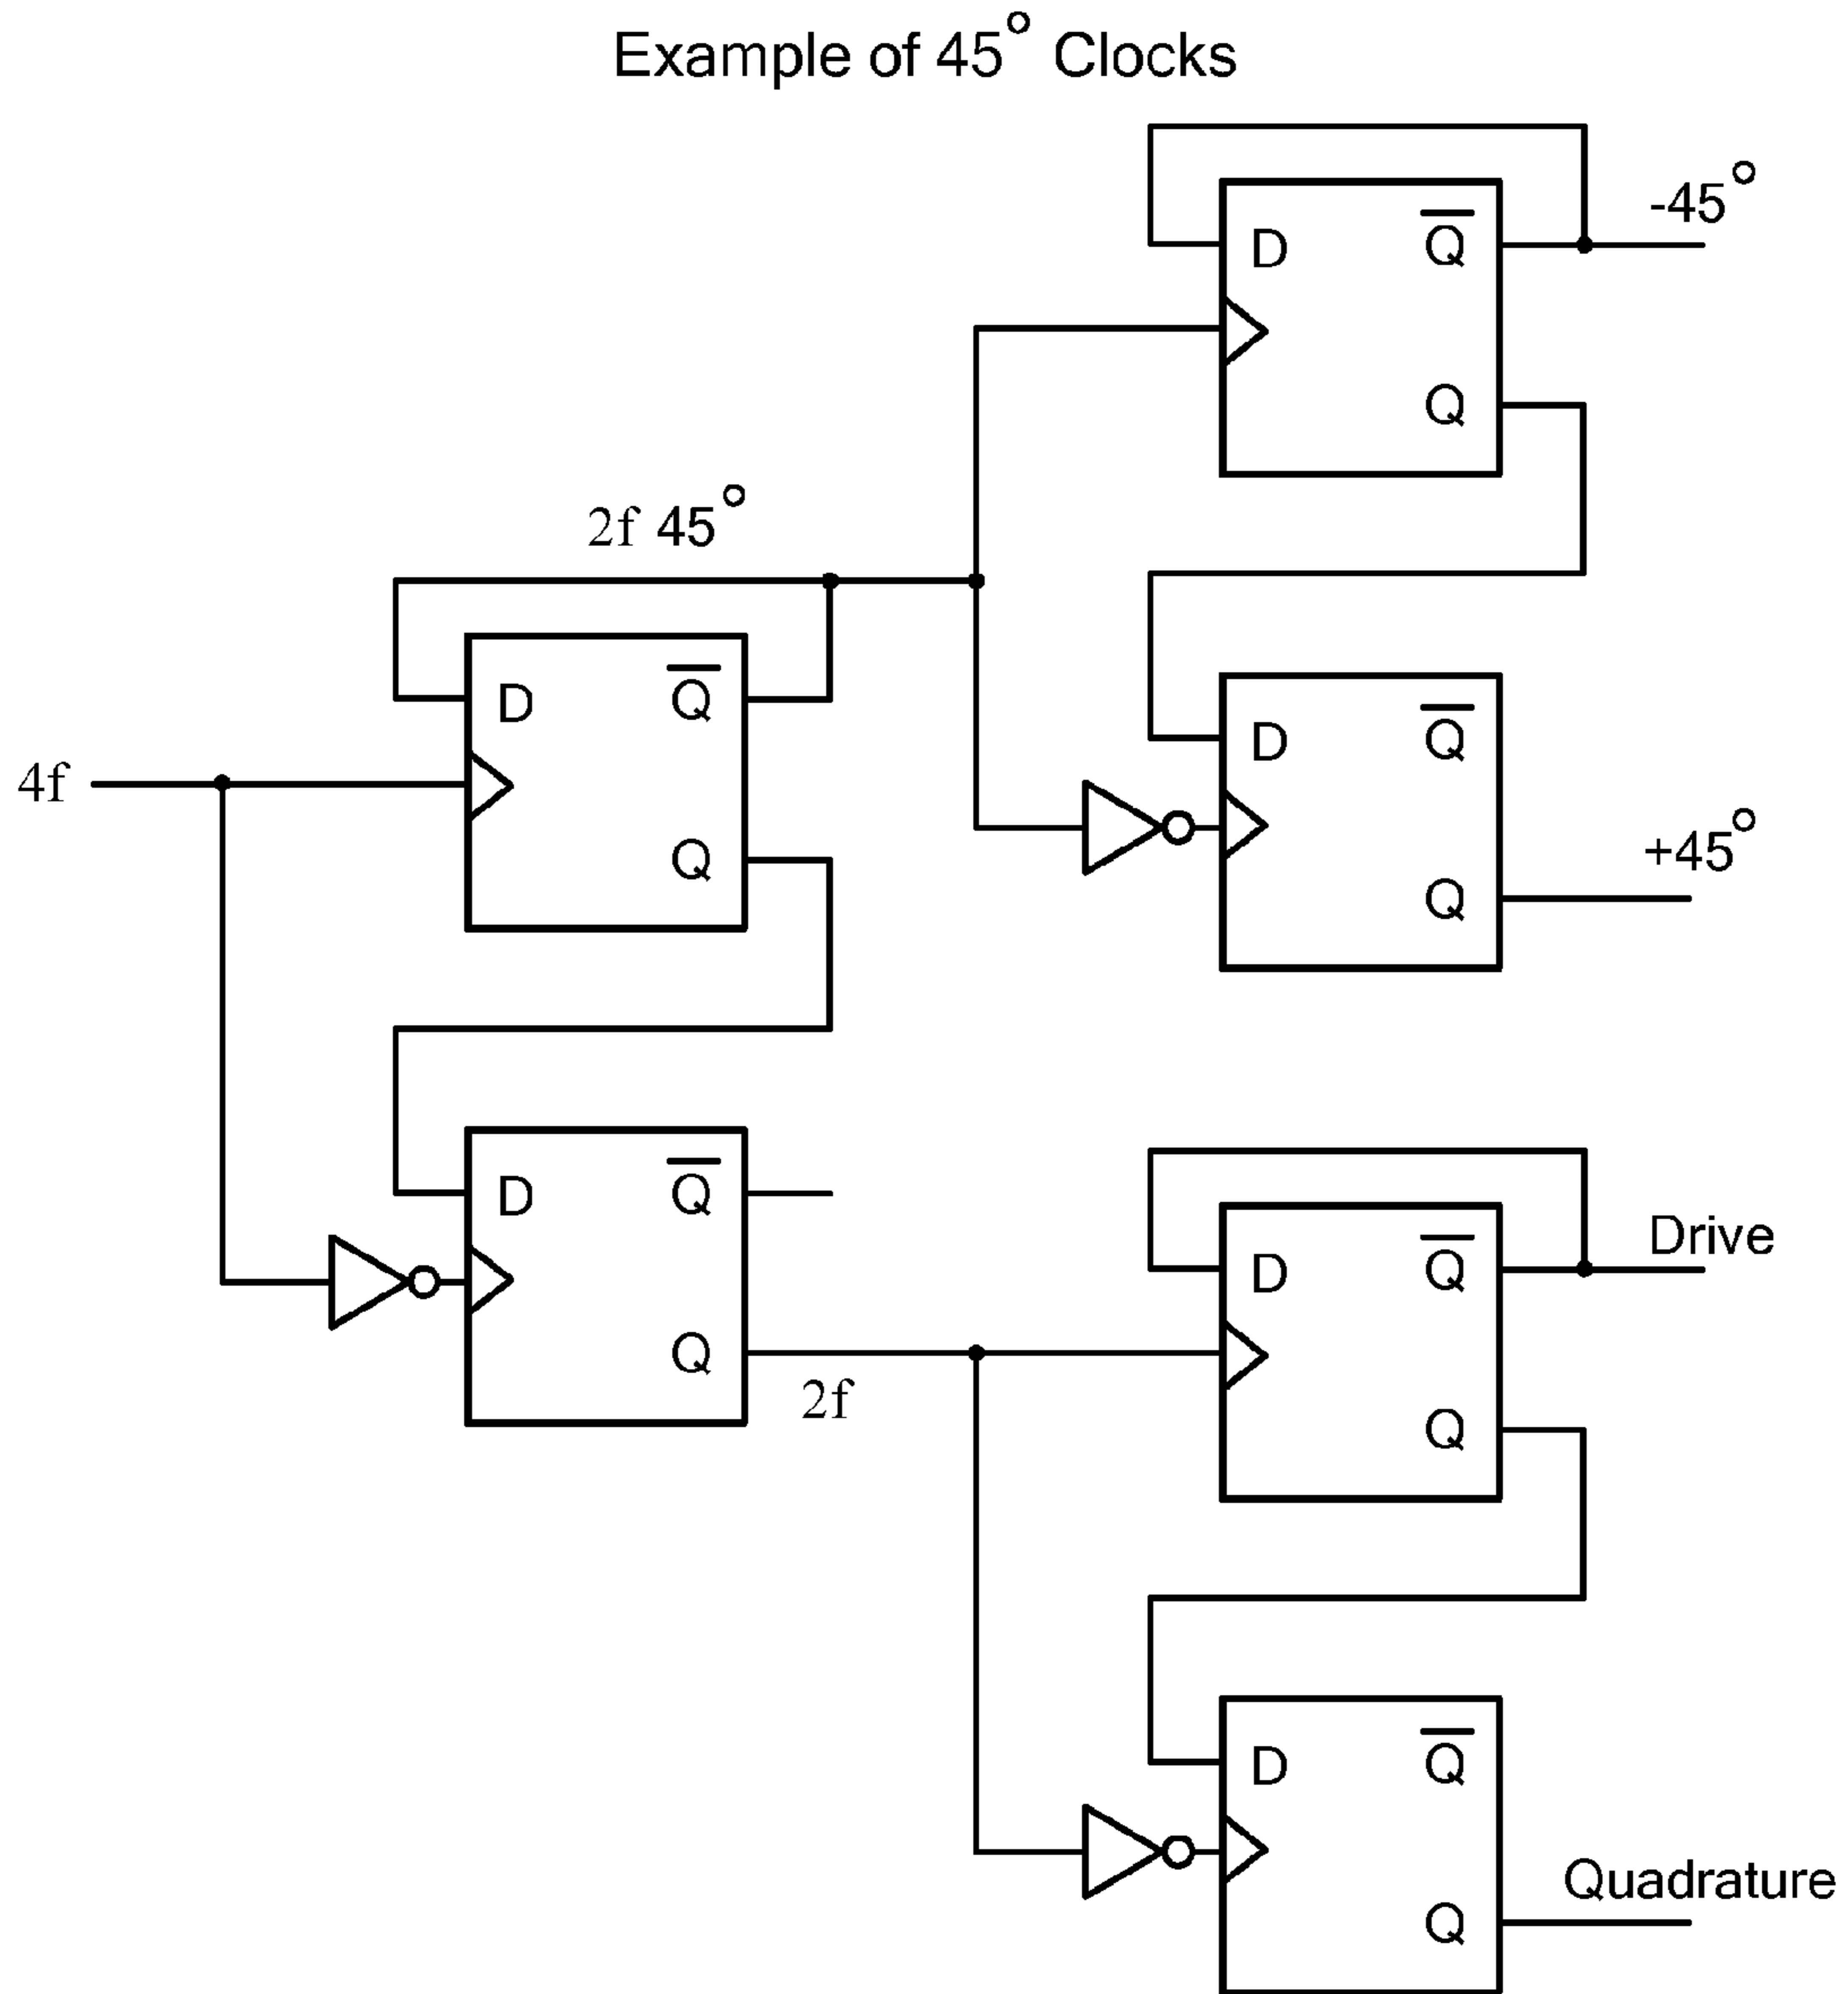 Example of 45° Clocks
-45°
D Q̅
Q
2f 45°
D Q̅
4f
Q
D Q̅
+45°
Q
D Q̅
Q
2f
D Q̅
Drive
Q
D Q̅
Quadrature
Q